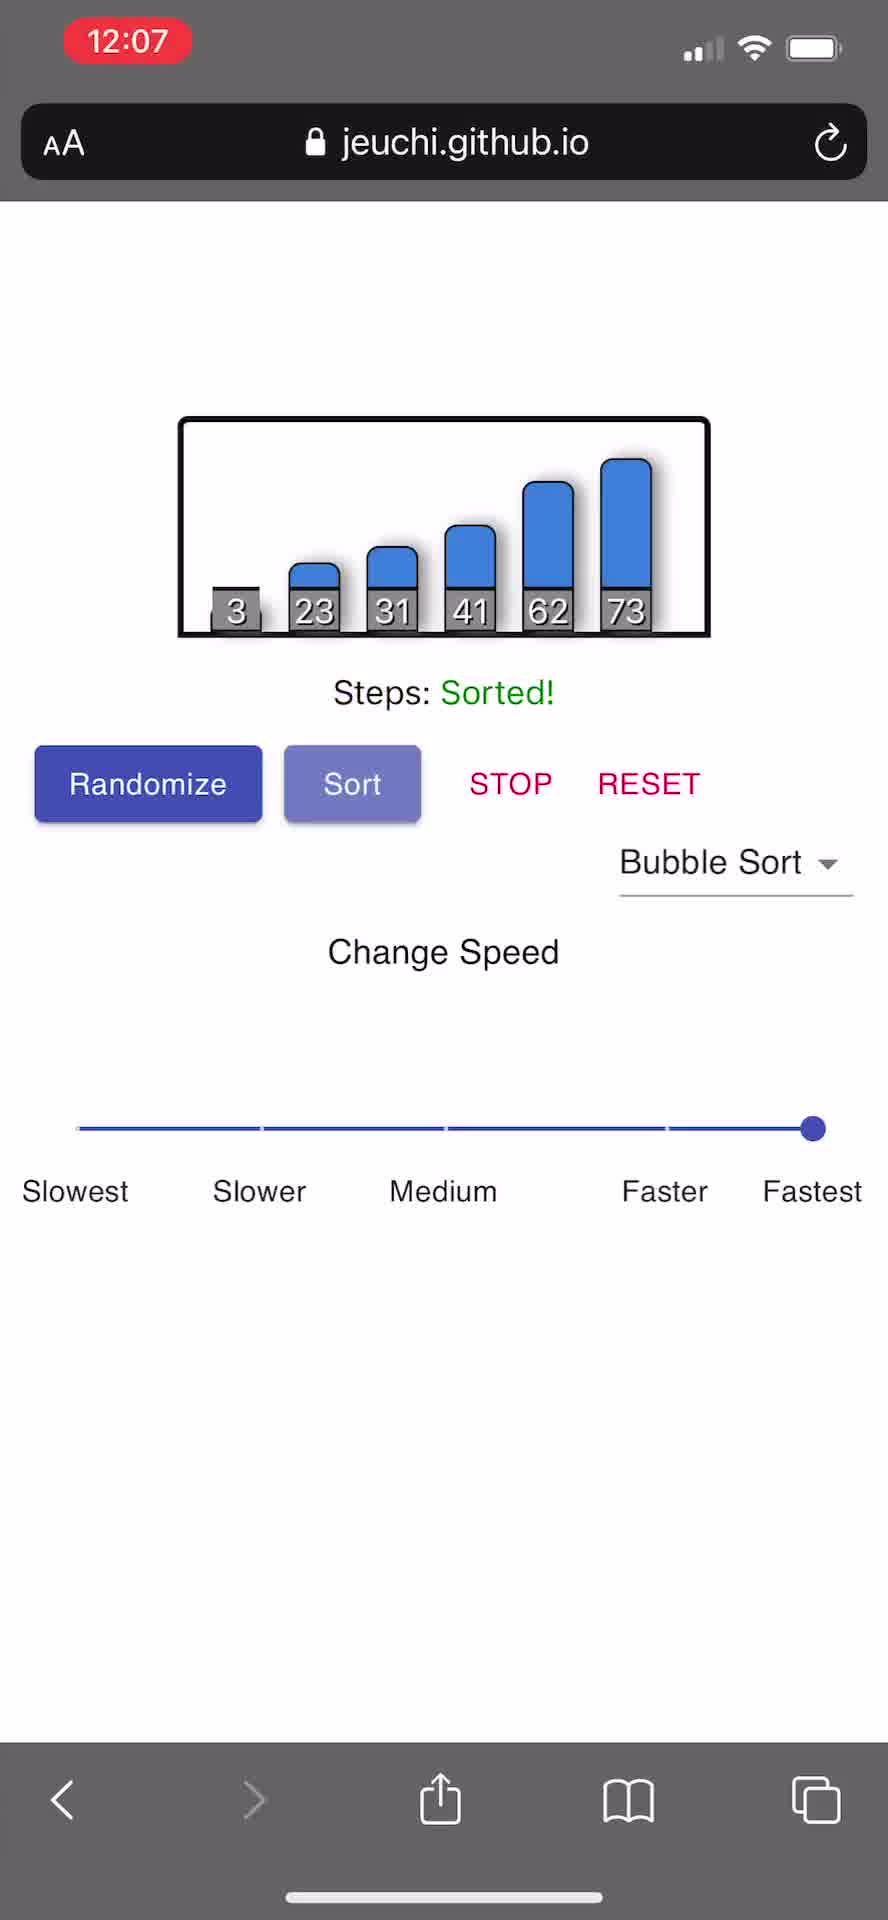 12:07
AA jeuchi.github.io
3 23 31 41 62 73
Steps: Sorted!
Randomize Sort STOP RESET
Bubble Sort
Change Speed
Slowest Slower Medium Faster Fastest